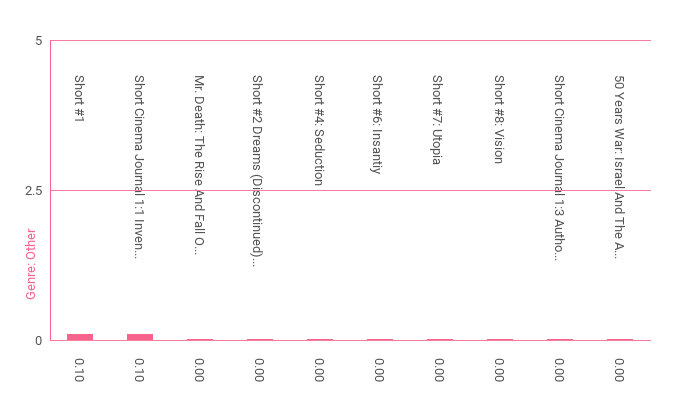 5
2.5
0
Genre: Other
Short #1
Short Cinema Journal 1:1 Inven...
Mr. Death: The Rise And Fall O...
Short #2 Dreams (Discontinued)...
Short #4: Seduction
Short #6: Insantly
Short #7: Utopia
Short #8: Vision
Short Cinema Journal 1:3 Autho...
50 Years War: Israel And The A...
0.10
0.10
0.00
0.00
0.00
0.00
0.00
0.00
0.00
0.00